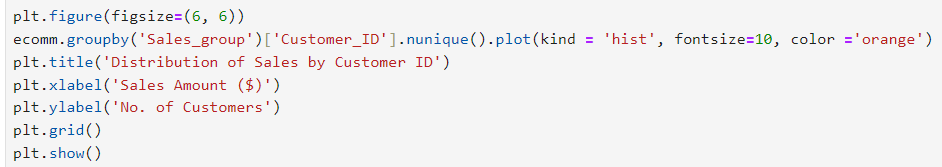 plt.figure(figsize=(6, 6))
ecomm.groupby('Sales_group')['Customer_ID'].nunique().plot(kind = 'hist', fontsize=10, color ='orange')
plt.title('Distribution of Sales by Customer ID')
plt.xlabel('Sales Amount ($)')
plt.ylabel('No. of Customers')
plt.grid()
plt.show()